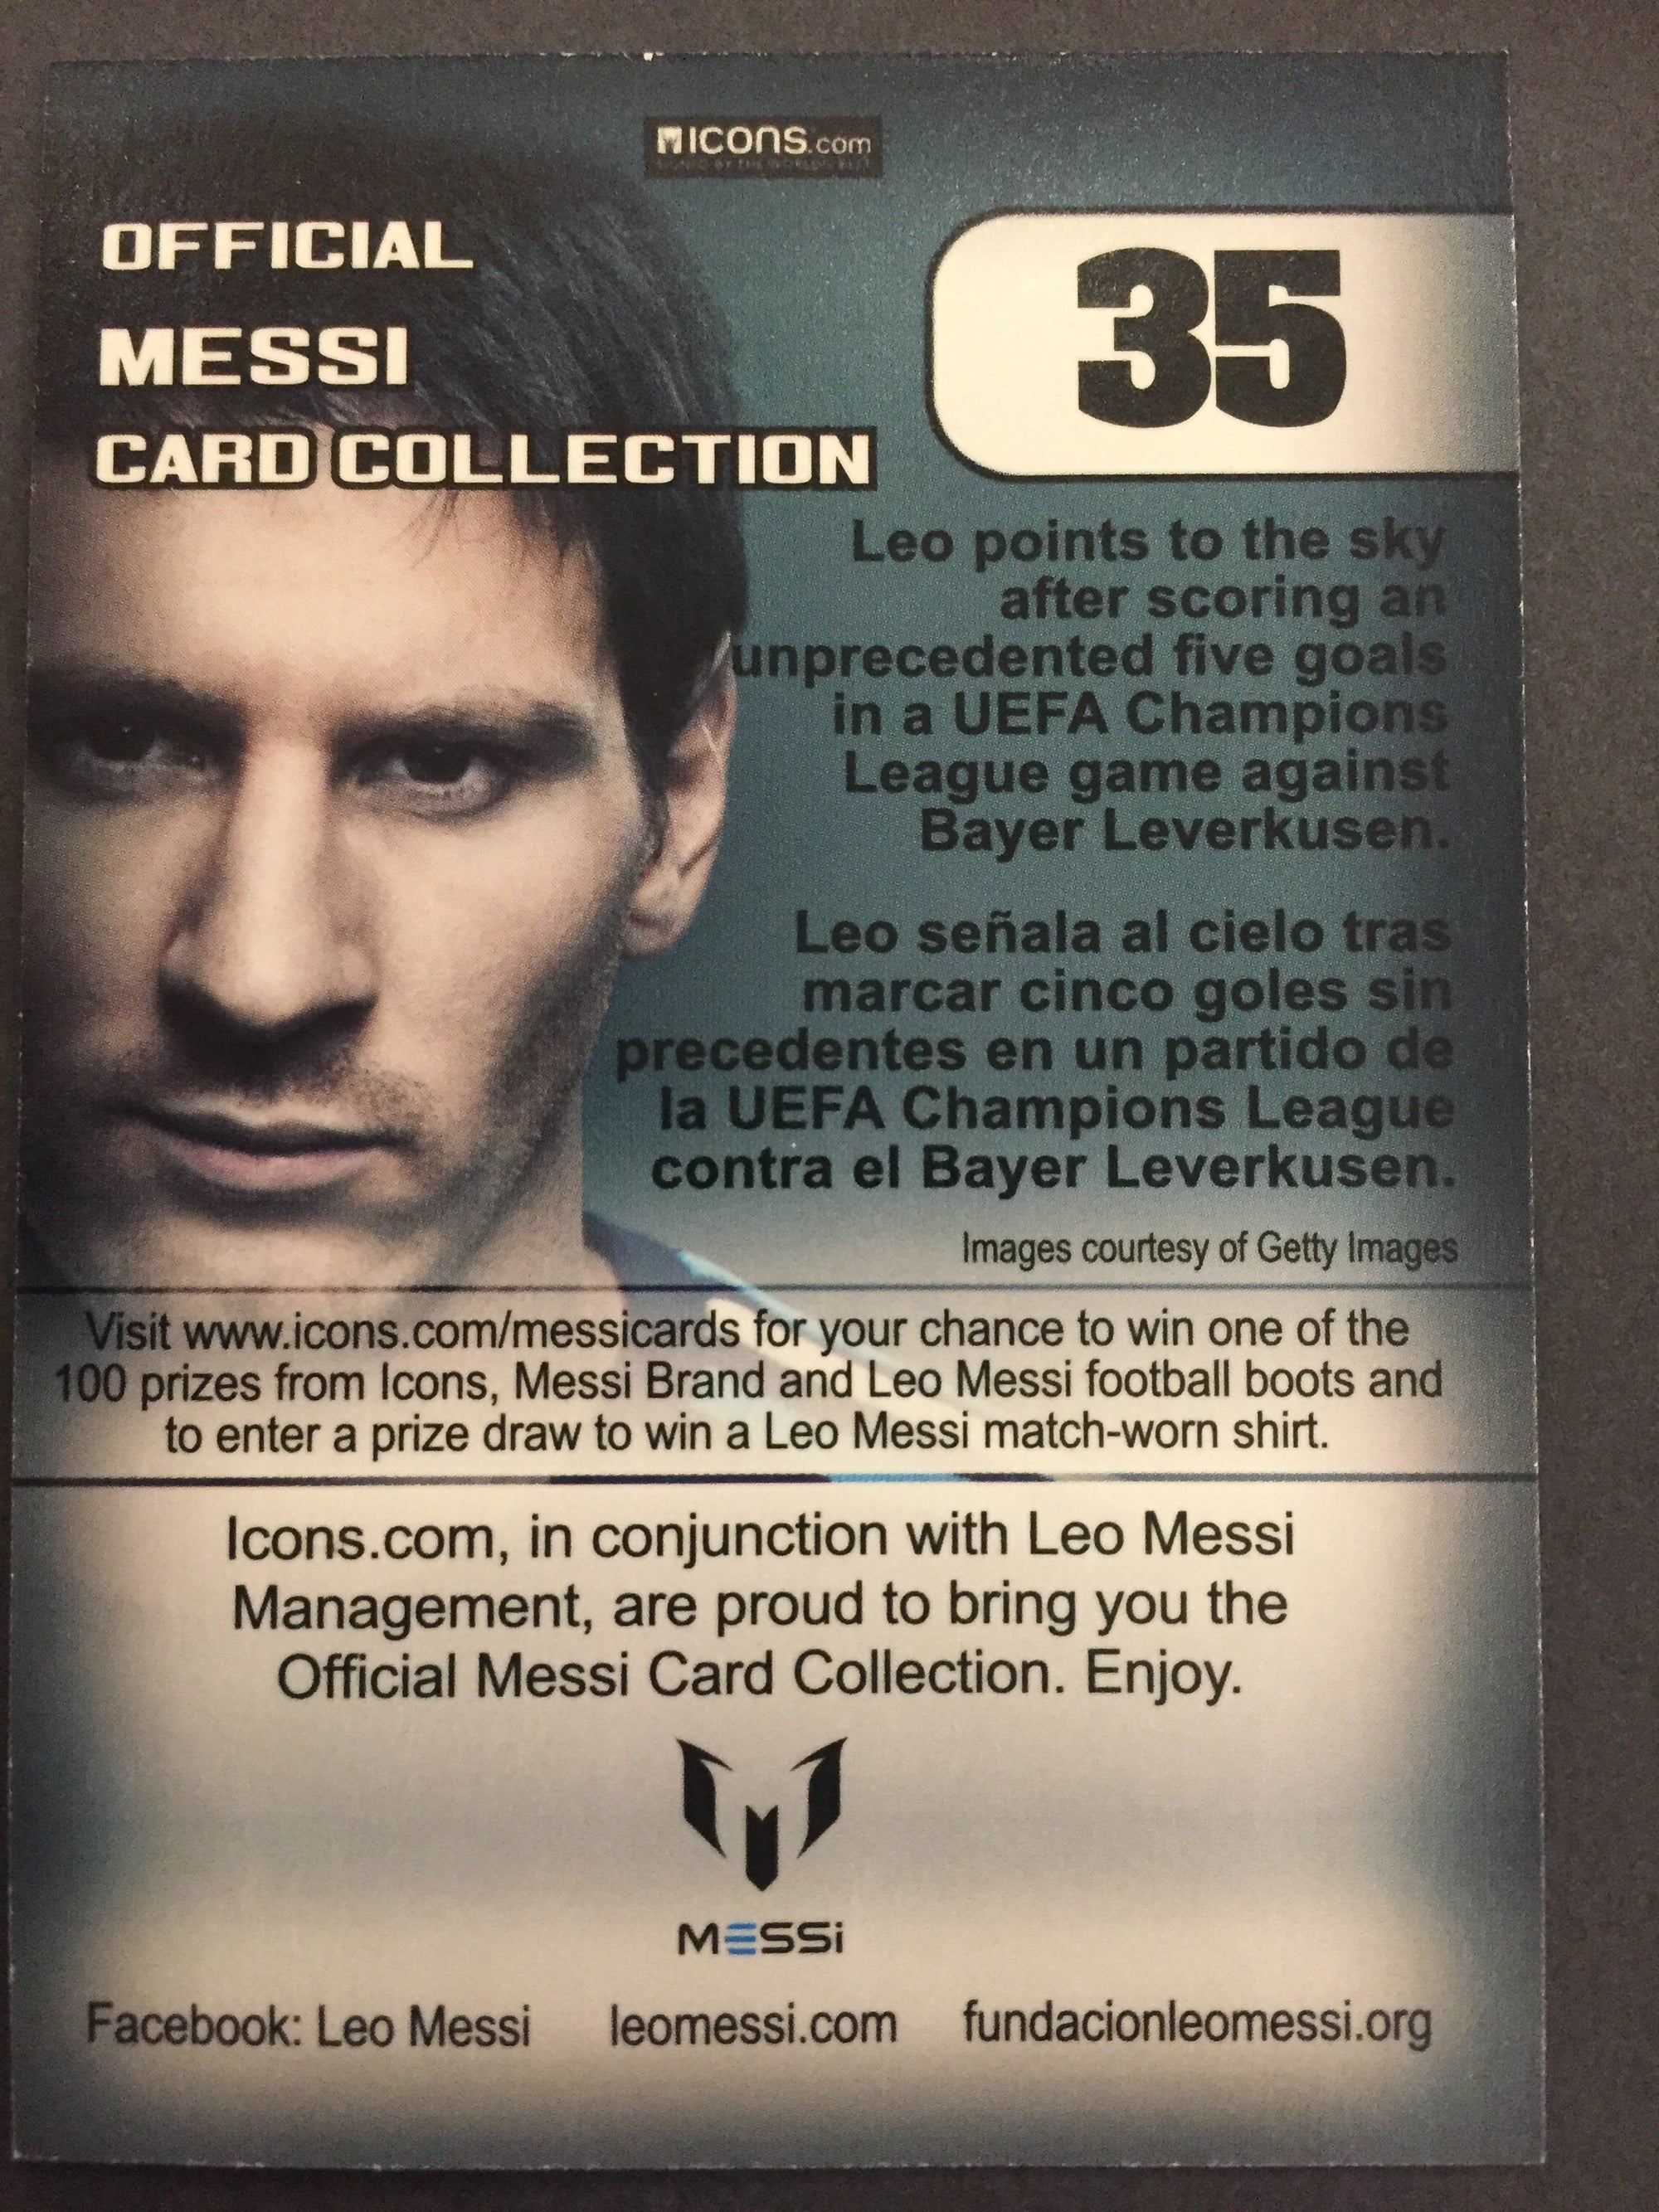 ICONS.com
SIGNED BY THE WORLD'S BEST
OFFICIAL
MESSI
CARD COLLECTION
35
Leo points to the sky
after scoring an
unprecedented five goals
in a UEFA Champions
League game against
Bayer Leverkusen.
Leo señala al cielo tras
marcar cinco goles sin
precedentes en un partido de
la UEFA Champions League
contra el Bayer Leverkusen.
Images courtesy of Getty Images
Visit www.icons.com/messicards for your chance to win one of the
100 prizes from Icons, Messi Brand and Leo Messi football boots and
to enter a prize draw to win a Leo Messi match-worn shirt.
Icons.com, in conjunction with Leo Messi
Management, are proud to bring you the
Official Messi Card Collection. Enjoy.
MESSi
Facebook: Leo Messi leomessi.com fundacionleomessi.org